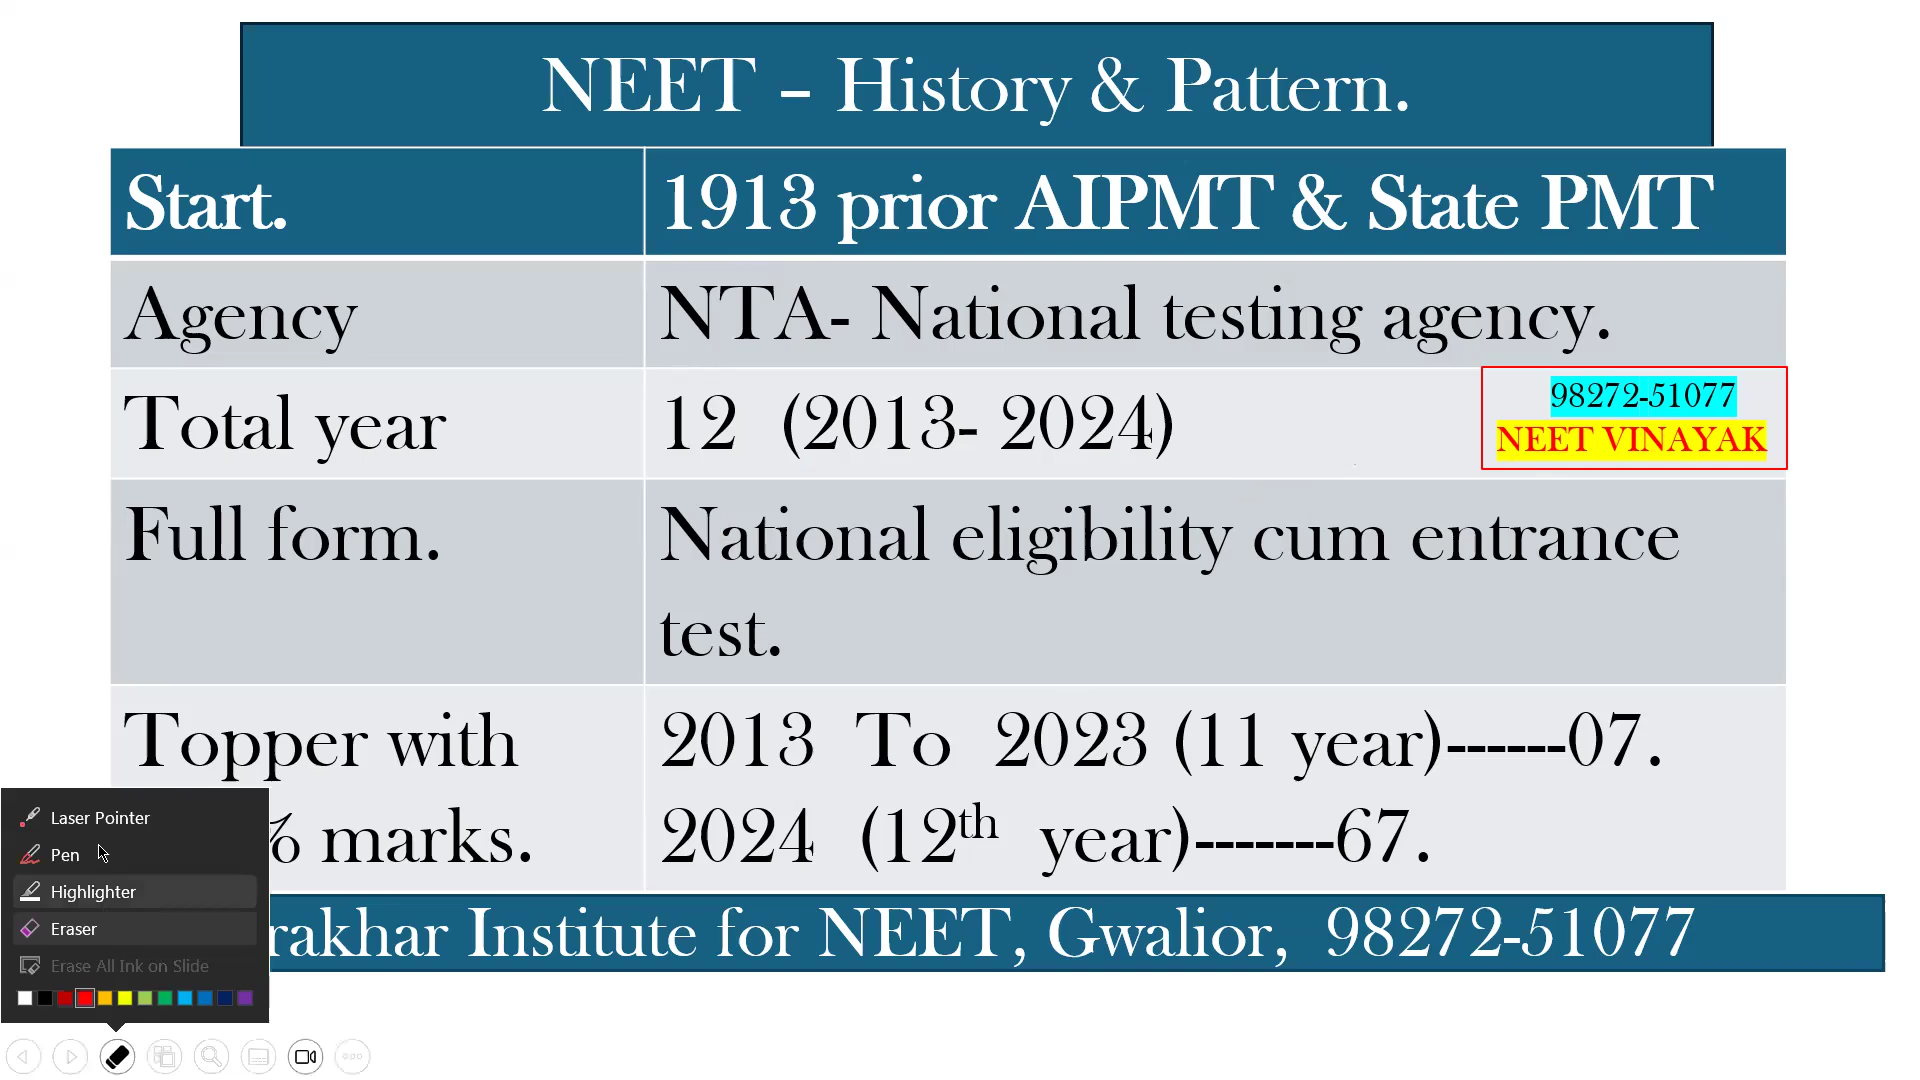 NEET – History & Pattern.
Start. 1913 prior AIPMT & State PMT
Agency NTA- National testing agency.
Total year 12 (2013- 2024)
98272-51077
NEET VINAYAK
Full form. National eligibility cum entrance
test.
Topper with 2013 To 2023 (11 year)------07.
% marks. 2024 (12th year)-------67.
rakhar Institute for NEET, Gwalior, 98272-51077
Laser Pointer
Pen
Highlighter
Eraser
Erase All Ink on Slide